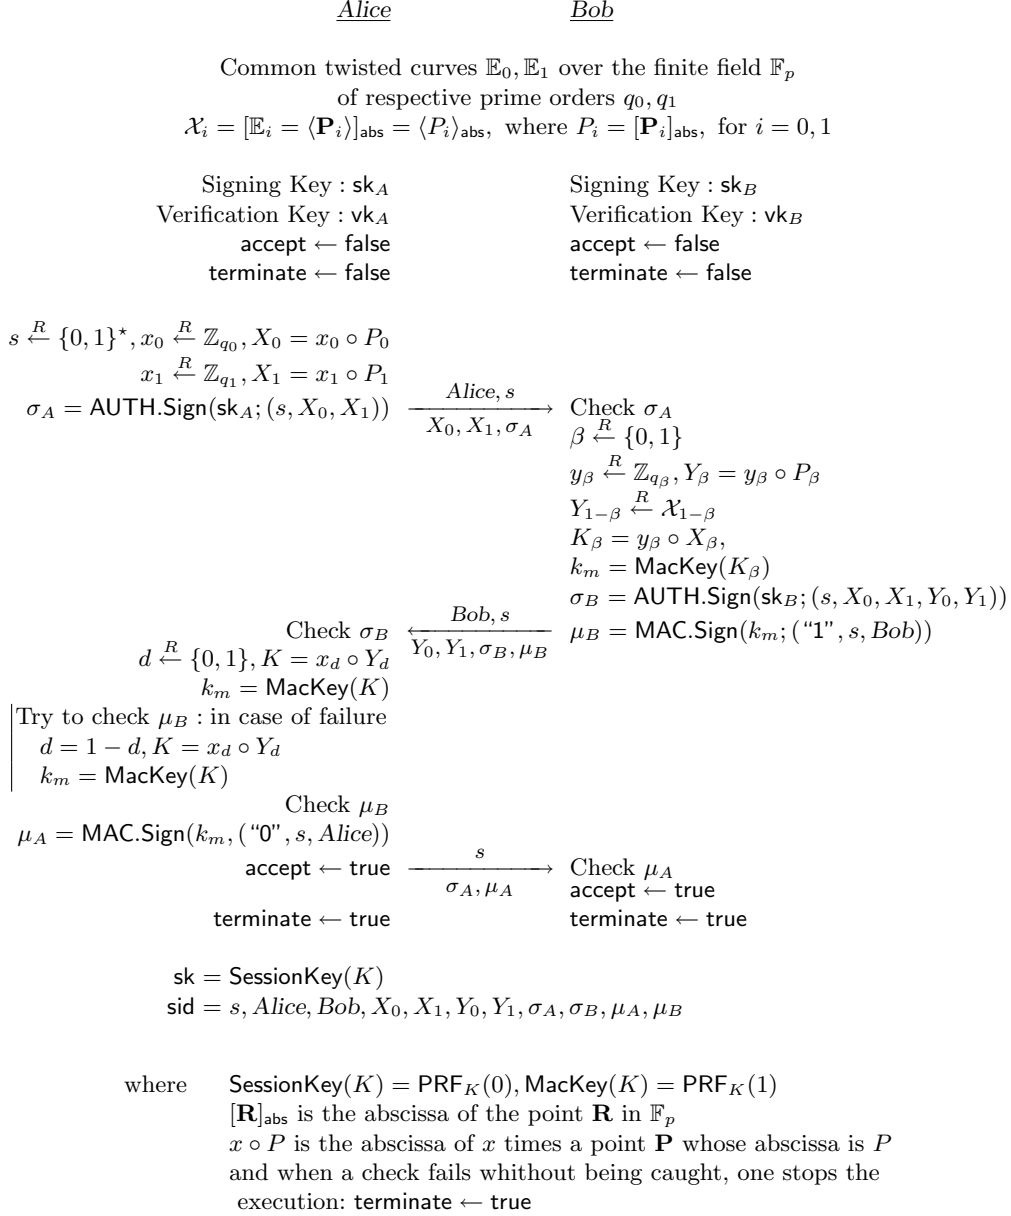 Alice Bob
Common twisted curves 𝔼₀, 𝔼₁ over the finite field 𝔽ₚ
of respective prime orders q₀, q₁
𝒳ᵢ = [𝔼ᵢ = ⟨𝐏ᵢ⟩]_abs = ⟨Pᵢ⟩_abs, where Pᵢ = [𝐏ᵢ]_abs, for i = 0, 1
Signing Key : sk_A Signing Key : sk_B
Verification Key : vk_A Verification Key : vk_B
accept ← false accept ← false
terminate ← false terminate ← false
s ←^R {0, 1}^⋆, x₀ ←^R ℤ_{q₀}, X₀ = x₀ ∘ P₀
x₁ ←^R ℤ_{q₁}, X₁ = x₁ ∘ P₁
Alice, s
σ_A = AUTH.Sign(sk_A; (s, X₀, X₁)) ⟶ Check σ_A
X₀, X₁, σ_A
β ←^R {0, 1}
y_β ←^R ℤ_{q_β}, Y_β = y_β ∘ P_β
Y_{1−β} ←^R 𝒳_{1−β}
K_β = y_β ∘ X_β,
k_m = MacKey(K_β)
σ_B = AUTH.Sign(sk_B; (s, X₀, X₁, Y₀, Y₁))
Bob, s
Check σ_B ⟵ μ_B = MAC.Sign(k_m; (“1”, s, Bob))
Y₀, Y₁, σ_B, μ_B
d ←^R {0, 1}, K = x_d ∘ Y_d
k_m = MacKey(K)
Try to check μ_B : in case of failure
d = 1 − d, K = x_d ∘ Y_d
k_m = MacKey(K)
Check μ_B
μ_A = MAC.Sign(k_m, (“0”, s, Alice))
s
accept ← true ⟶ Check μ_A
σ_A, μ_A
accept ← true
terminate ← true terminate ← true
sk = SessionKey(K)
sid = s, Alice, Bob, X₀, X₁, Y₀, Y₁, σ_A, σ_B, μ_A, μ_B
where SessionKey(K) = PRF_K(0), MacKey(K) = PRF_K(1)
[𝐑]_abs is the abscissa of the point 𝐑 in 𝔽ₚ
x ∘ P is the abscissa of x times a point 𝐏 whose abscissa is P
and when a check fails whithout being caught, one stops the
execution: terminate ← true